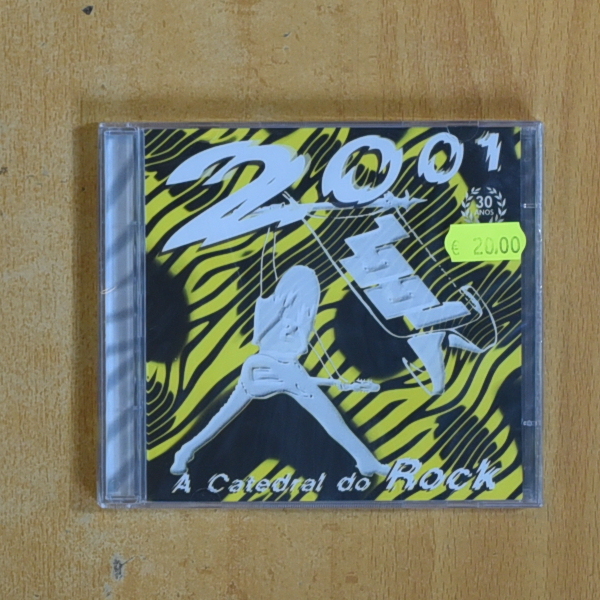 2001
30
ANOS
€ 20,00
A Catedral do Rock